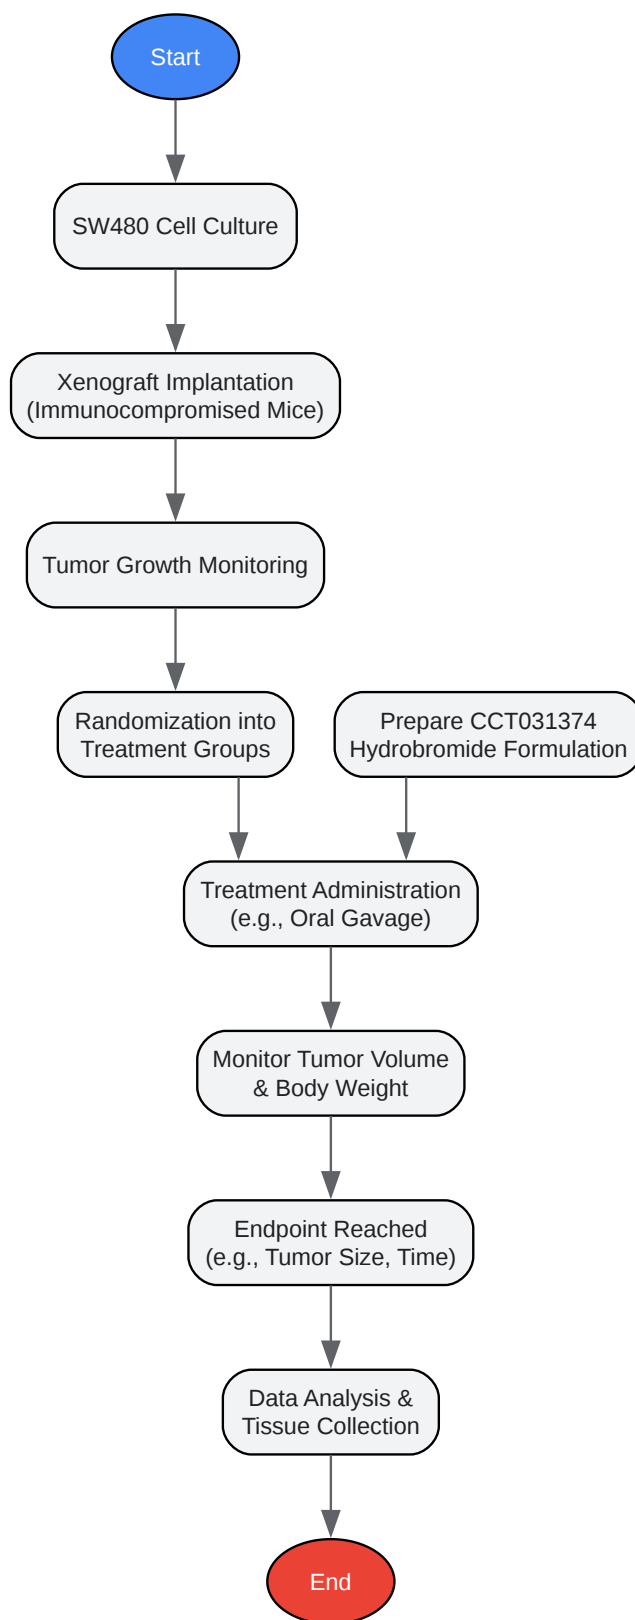 Start
SW480 Cell Culture
Xenograft Implantation
(Immunocompromised Mice)
Tumor Growth Monitoring
Randomization into
Treatment Groups
Prepare CCT031374
Hydrobromide Formulation
Treatment Administration
(e.g., Oral Gavage)
Monitor Tumor Volume
& Body Weight
Endpoint Reached
(e.g., Tumor Size, Time)
Data Analysis &
Tissue Collection
End